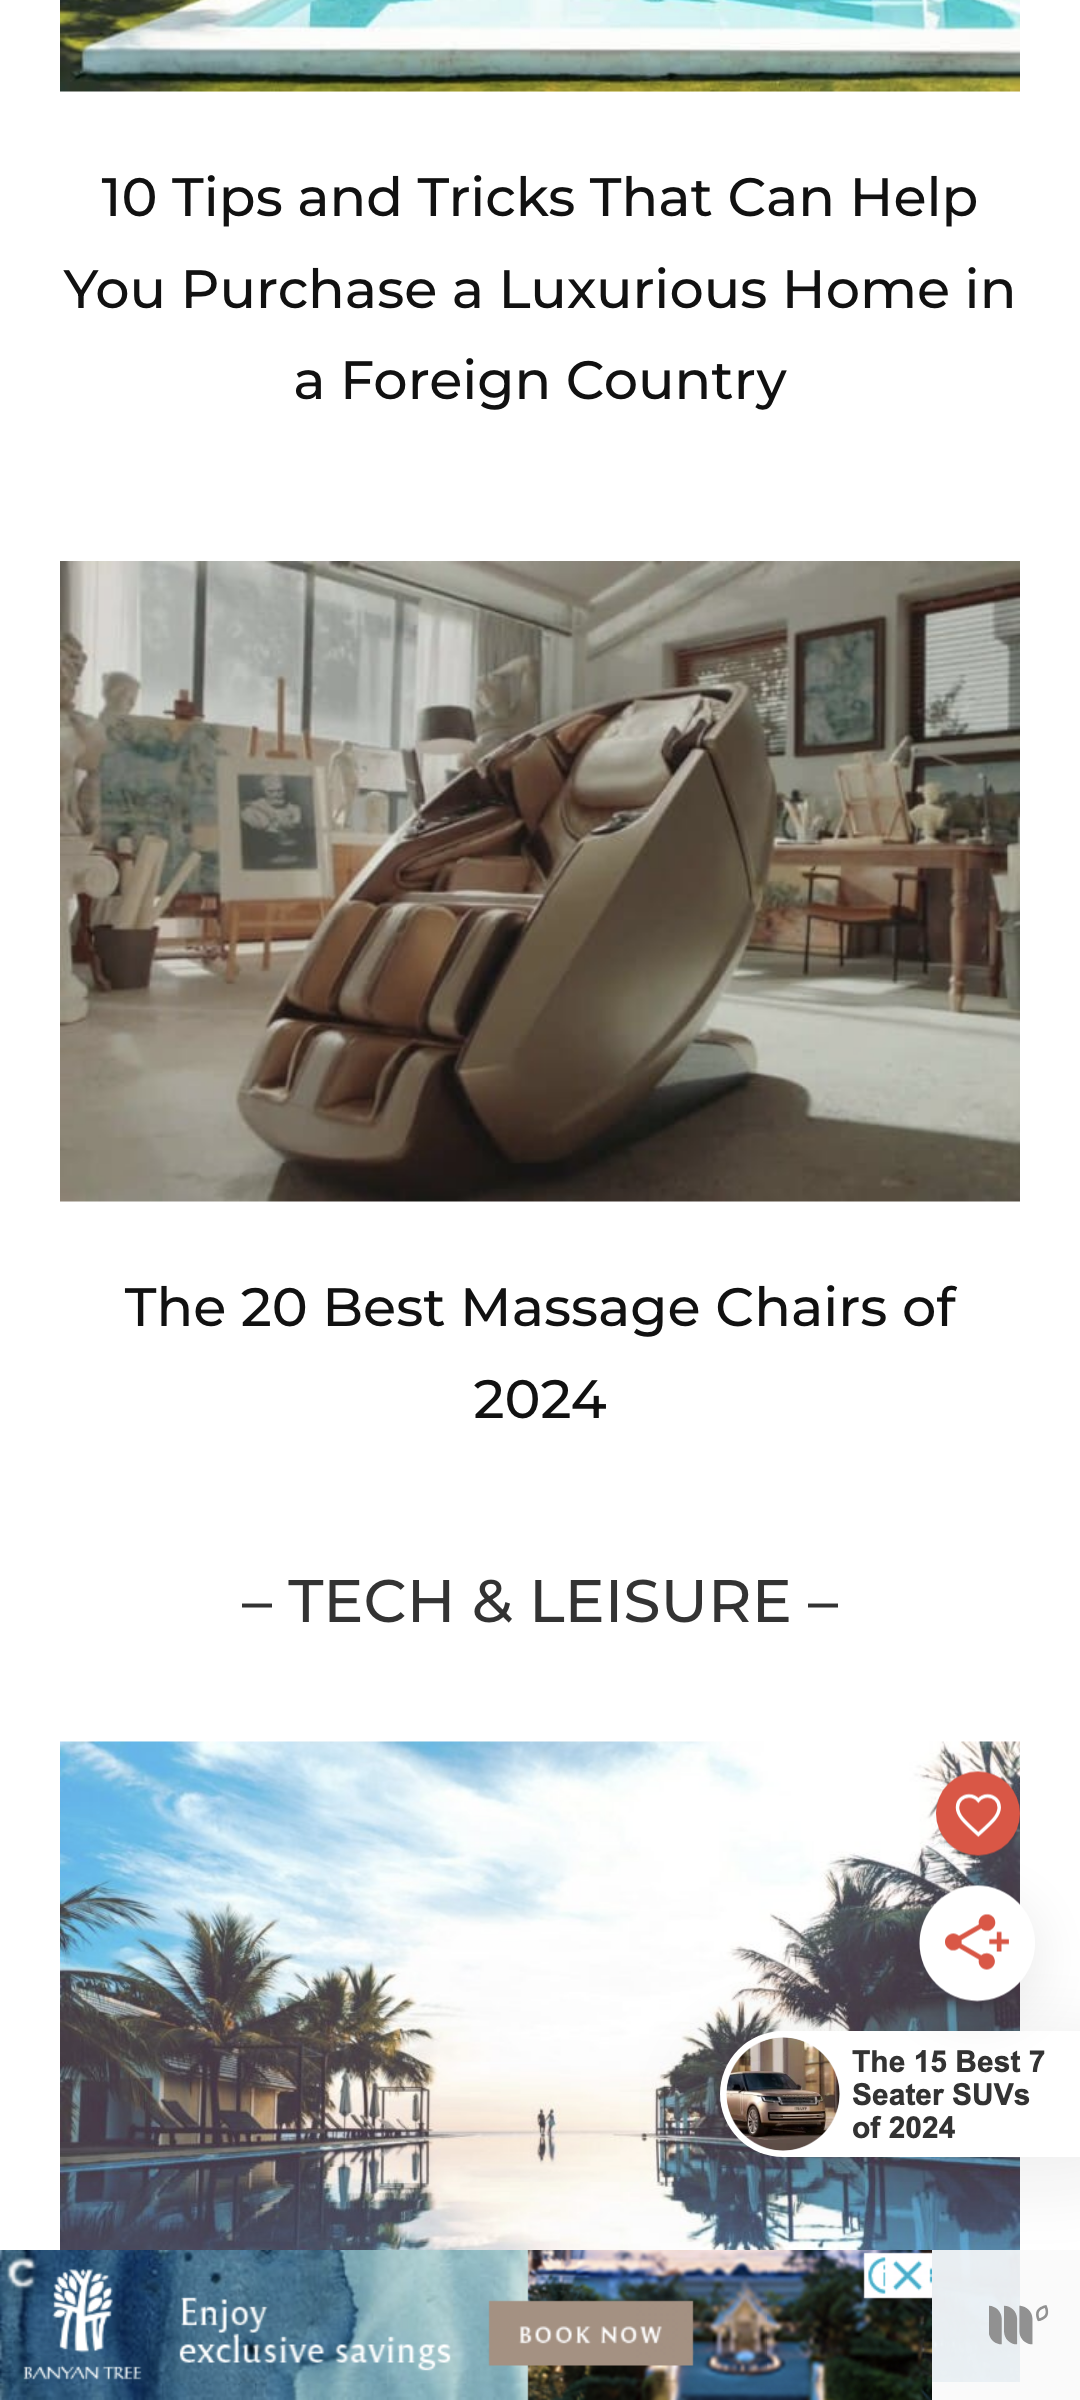 10 Tips and Tricks That Can Help
You Purchase a Luxurious Home in
a Foreign Country
The 20 Best Massage Chairs of
2024
– TECH & LEISURE –
The 15 Best 7
Seater SUVs
of 2024
C
BANYAN TREE
Enjoy
exclusive savings
BOOK NOW